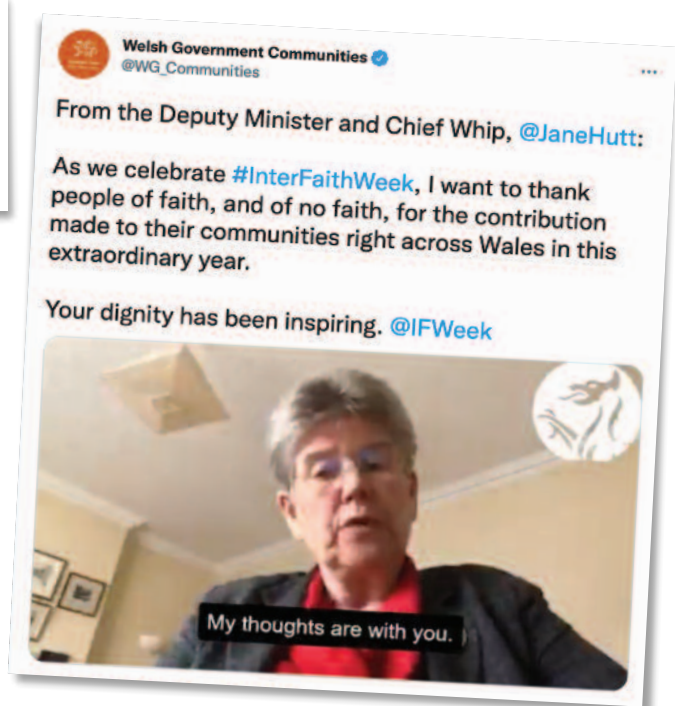 Welsh Government Communities
@WG_Communities
...
From the Deputy Minister and Chief Whip, @JaneHutt:
As we celebrate #InterFaithWeek, I want to thank
people of faith, and of no faith, for the contribution
made to their communities right across Wales in this
extraordinary year.
Your dignity has been inspiring. @IFWeek
My thoughts are with you.